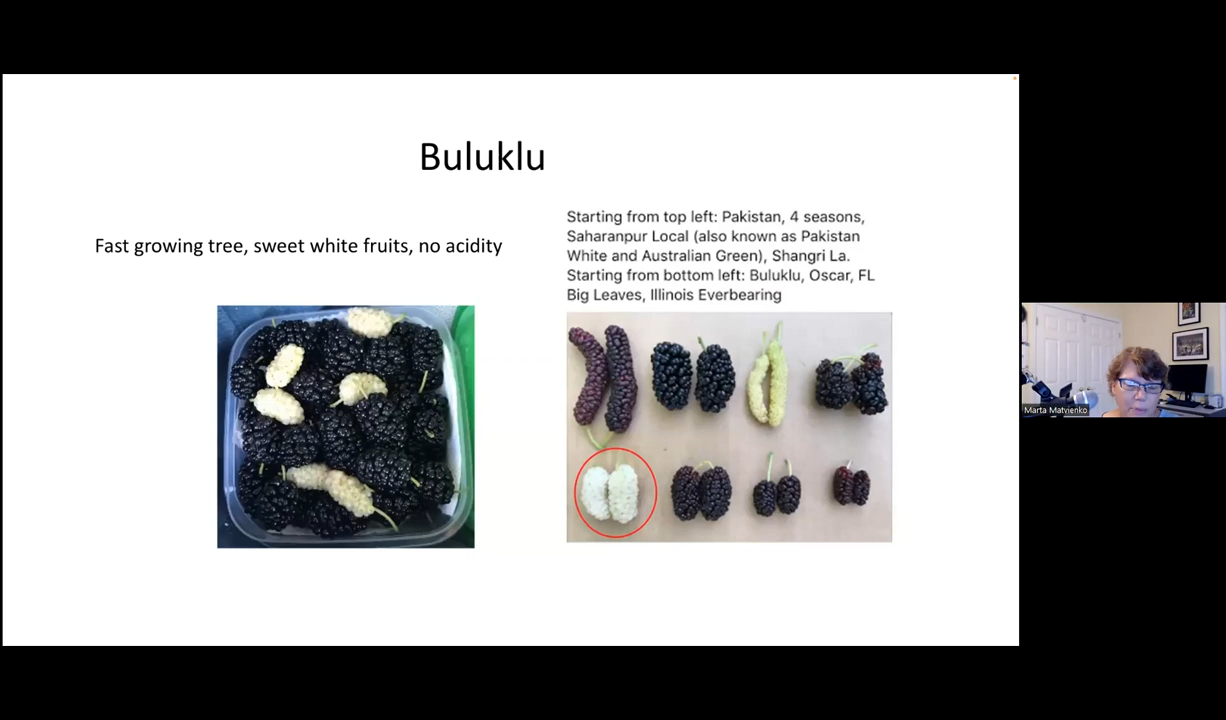 Buluklu
Fast growing tree, sweet white fruits, no acidity
Starting from top left: Pakistan, 4 seasons,
Saharanpur Local (also known as Pakistan
White and Australian Green), Shangri La.
Starting from bottom left: Buluklu, Oscar, FL
Big Leaves, Illinois Everbearing
Marta Matvienko